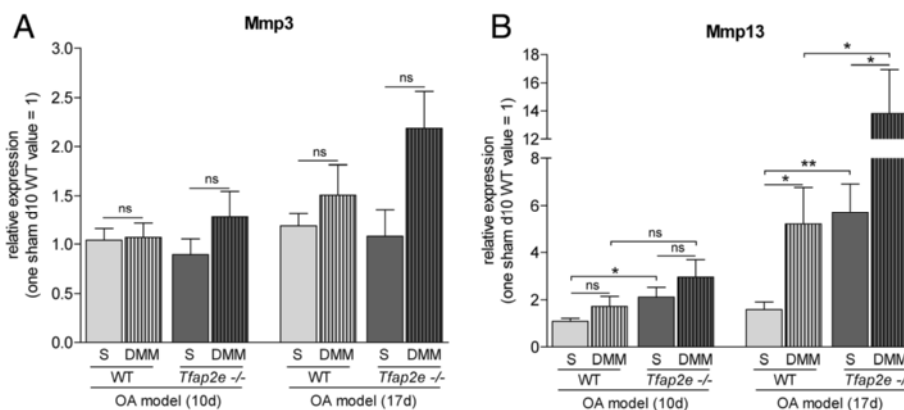 A
Mmp3
relative expression
(one sham d10 WT value = 1)
3.0
2.5
2.0
1.5
1.0
0.5
0.0
ns
ns
ns
ns
S DMM S DMM S DMM S DMM
WT Tfap2e -/- WT Tfap2e -/-
OA model (10d) OA model (17d)
B
Mmp13
relative expression
(one sham d10 WT value = 1)
18
16
14
12
8
6
4
2
0
*
*
**
*
ns
*
ns
ns
S DMM S DMM S DMM S DMM
WT Tfap2e -/- WT Tfap2e -/-
OA model (10d) OA model (17d)